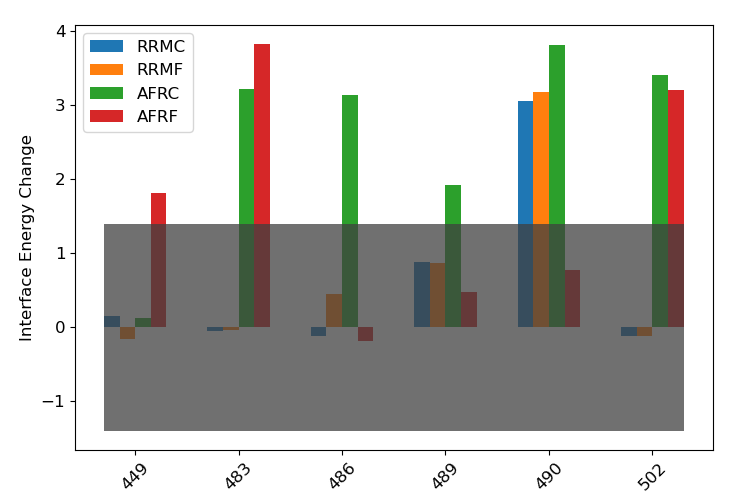 RRMC
RRMF
AFRC
AFRF
Interface Energy Change
4
3
2
1
0
−1
449
483
486
489
490
502